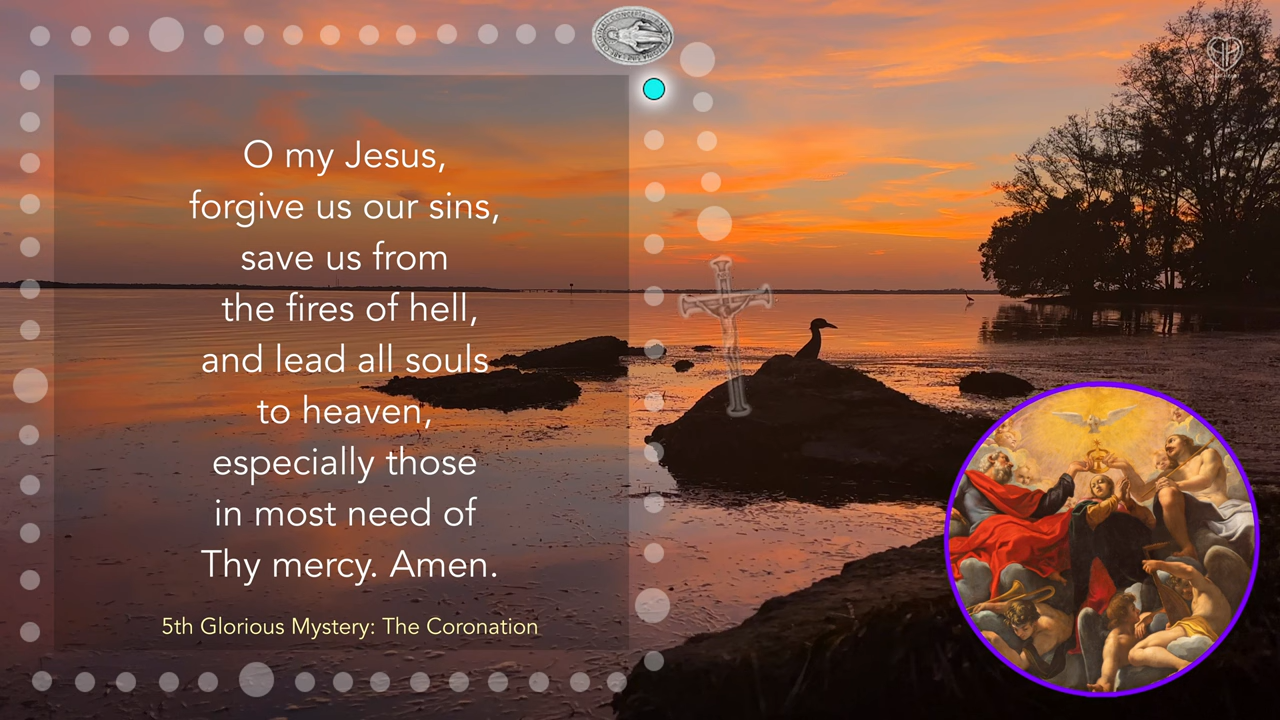 O my Jesus,
forgive us our sins,
save us from
the fires of hell,
and lead all souls
to heaven,
especially those
in most need of
Thy mercy. Amen.
5th Glorious Mystery: The Coronation